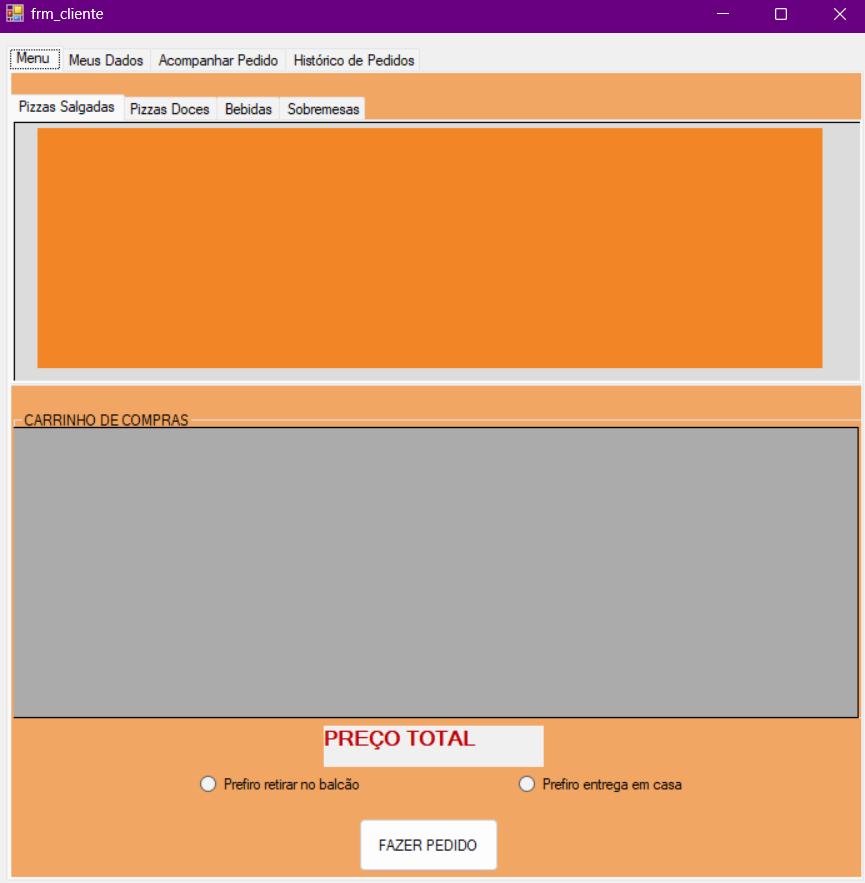 frm_cliente
Menu Meus Dados Acompanhar Pedido Histórico de Pedidos
Pizzas Salgadas Pizzas Doces Bebidas Sobremesas
CARRINHO DE COMPRAS
PREÇO TOTAL
Prefiro retirar no balcão Prefiro entrega em casa
FAZER PEDIDO